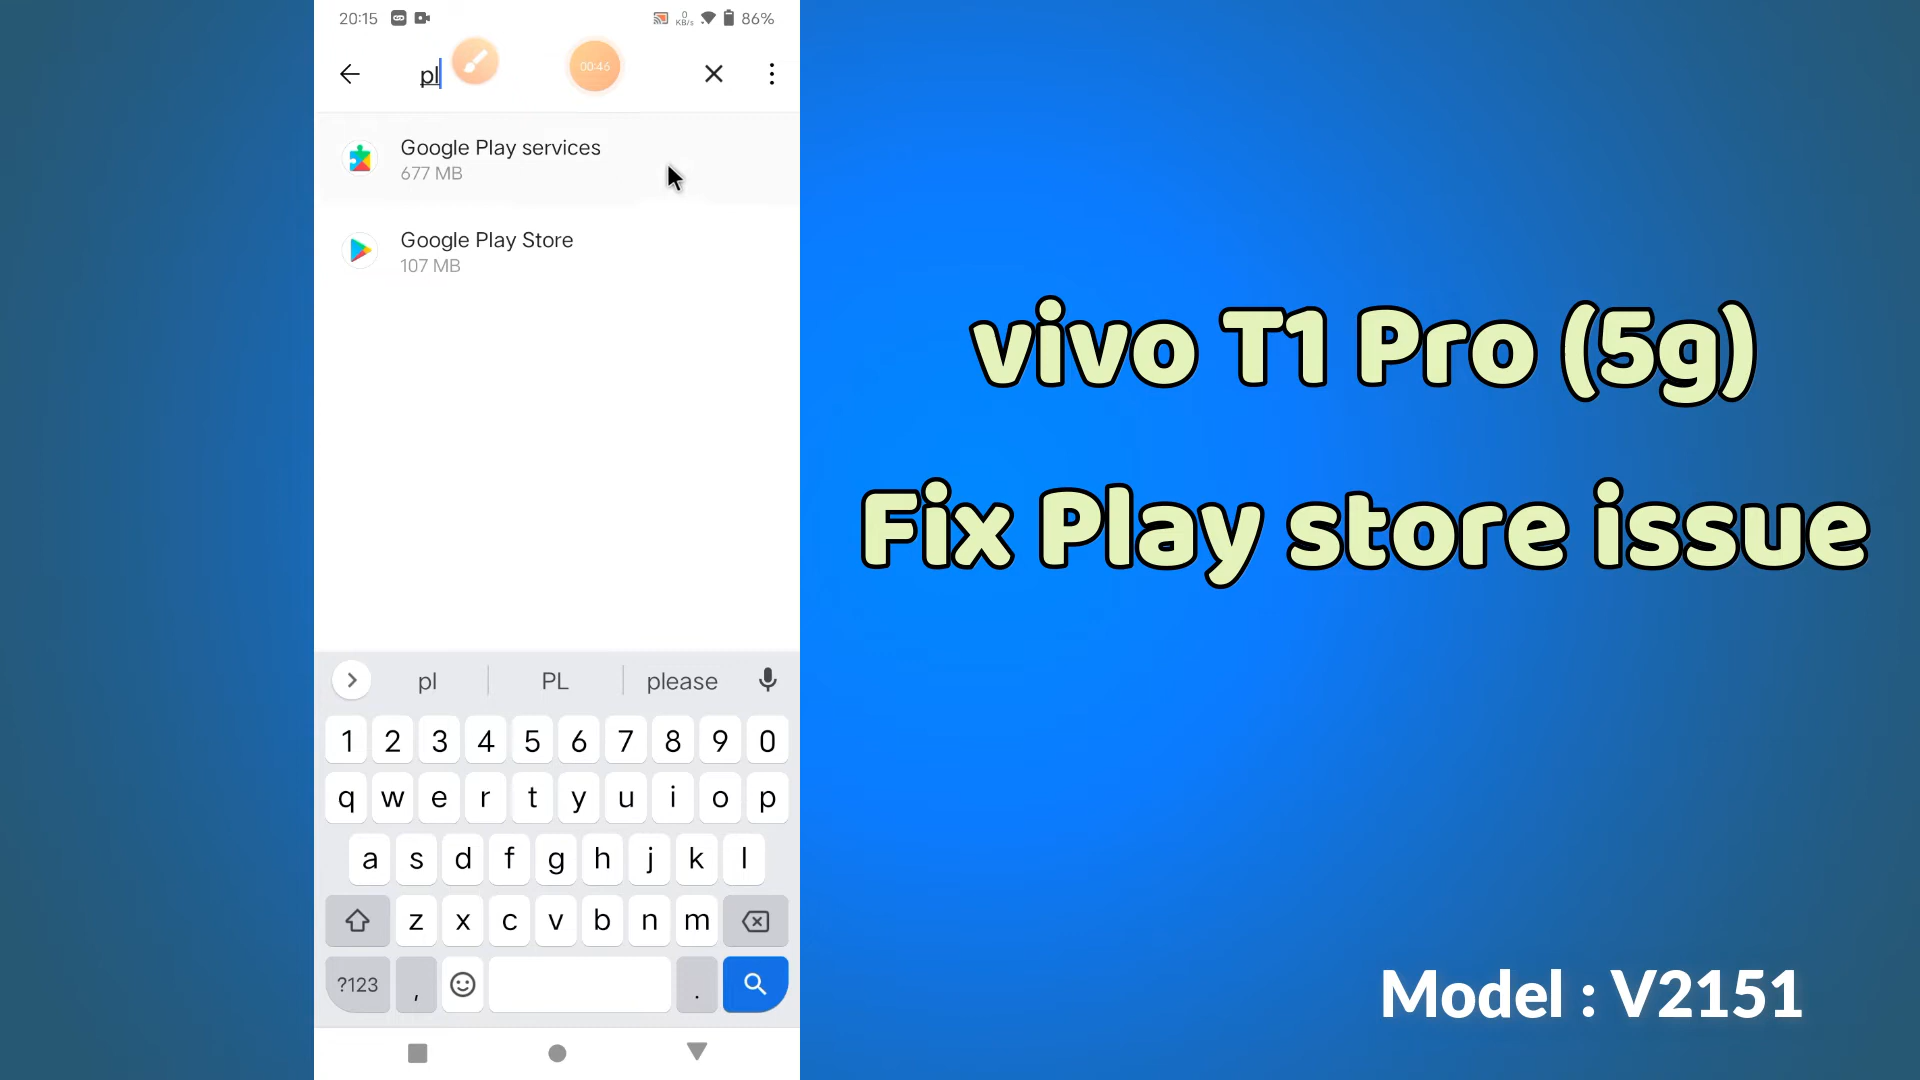 20:15
0
KB/s
86%
pl
00:46
Google Play services
677 MB
Google Play Store
107 MB
pl PL please
1 2 3 4 5 6 7 8 9 0
q w e r t y u i o p
a s d f g h j k l
z x c v b n m
?123 , .
vivo T1 Pro (5g)
Fix Play store issue
Model : V2151